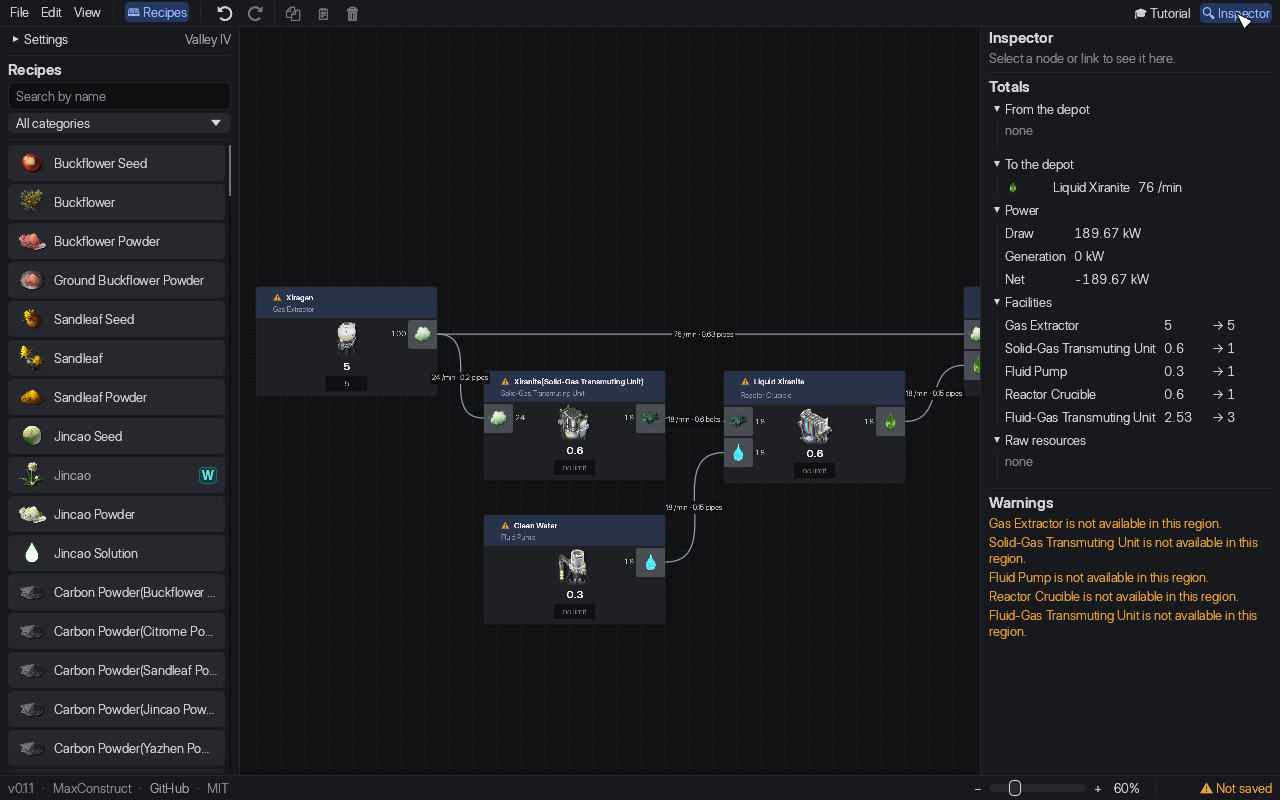 File Edit View Recipes Tutorial Inspector
Settings Valley IV
Recipes
Search by name
All categories
Buckflower Seed
Buckflower
Buckflower Powder
Ground Buckflower Powder
Sandleaf Seed
Sandleaf
Sandleaf Powder
Jincao Seed
Jincao W
Jincao Powder
Jincao Solution
Carbon Powder(Buckflower ...
Carbon Powder(Citrome Po...
Carbon Powder(Sandleaf Po...
Carbon Powder(Jincao Pow...
Carbon Powder(Yazhen Po...
Xiragen
Gas Extractor
100
5
5
76 /min · 0.63 pipes
24 /min · 0.2 pipes
Xiranite(Solid-Gas Transmuting Unit)
Solid-Gas Transmuting Unit
24
18
0.6
no limit
18 /min · 0.6 belts
Liquid Xiranite
Reactor Crucible
18
18
18
0.6
no limit
18 /min · 0.15 pipes
18 /min · 0.15 pipes
Clean Water
Fluid Pump
18
0.3
no limit
Inspector
Select a node or link to see it here.
Totals
From the depot
none
To the depot
Liquid Xiranite 76 /min
Power
Draw 189.67 kW
Generation 0 kW
Net -189.67 kW
Facilities
Gas Extractor 5 → 5
Solid-Gas Transmuting Unit 0.6 → 1
Fluid Pump 0.3 → 1
Reactor Crucible 0.6 → 1
Fluid-Gas Transmuting Unit 2.53 → 3
Raw resources
none
Warnings
Gas Extractor is not available in this region.
Solid-Gas Transmuting Unit is not available in this
region.
Fluid Pump is not available in this region.
Reactor Crucible is not available in this region.
Fluid-Gas Transmuting Unit is not available in this
region.
v0.1.1 · MaxConstruct · GitHub · MIT
− + 60% Not saved